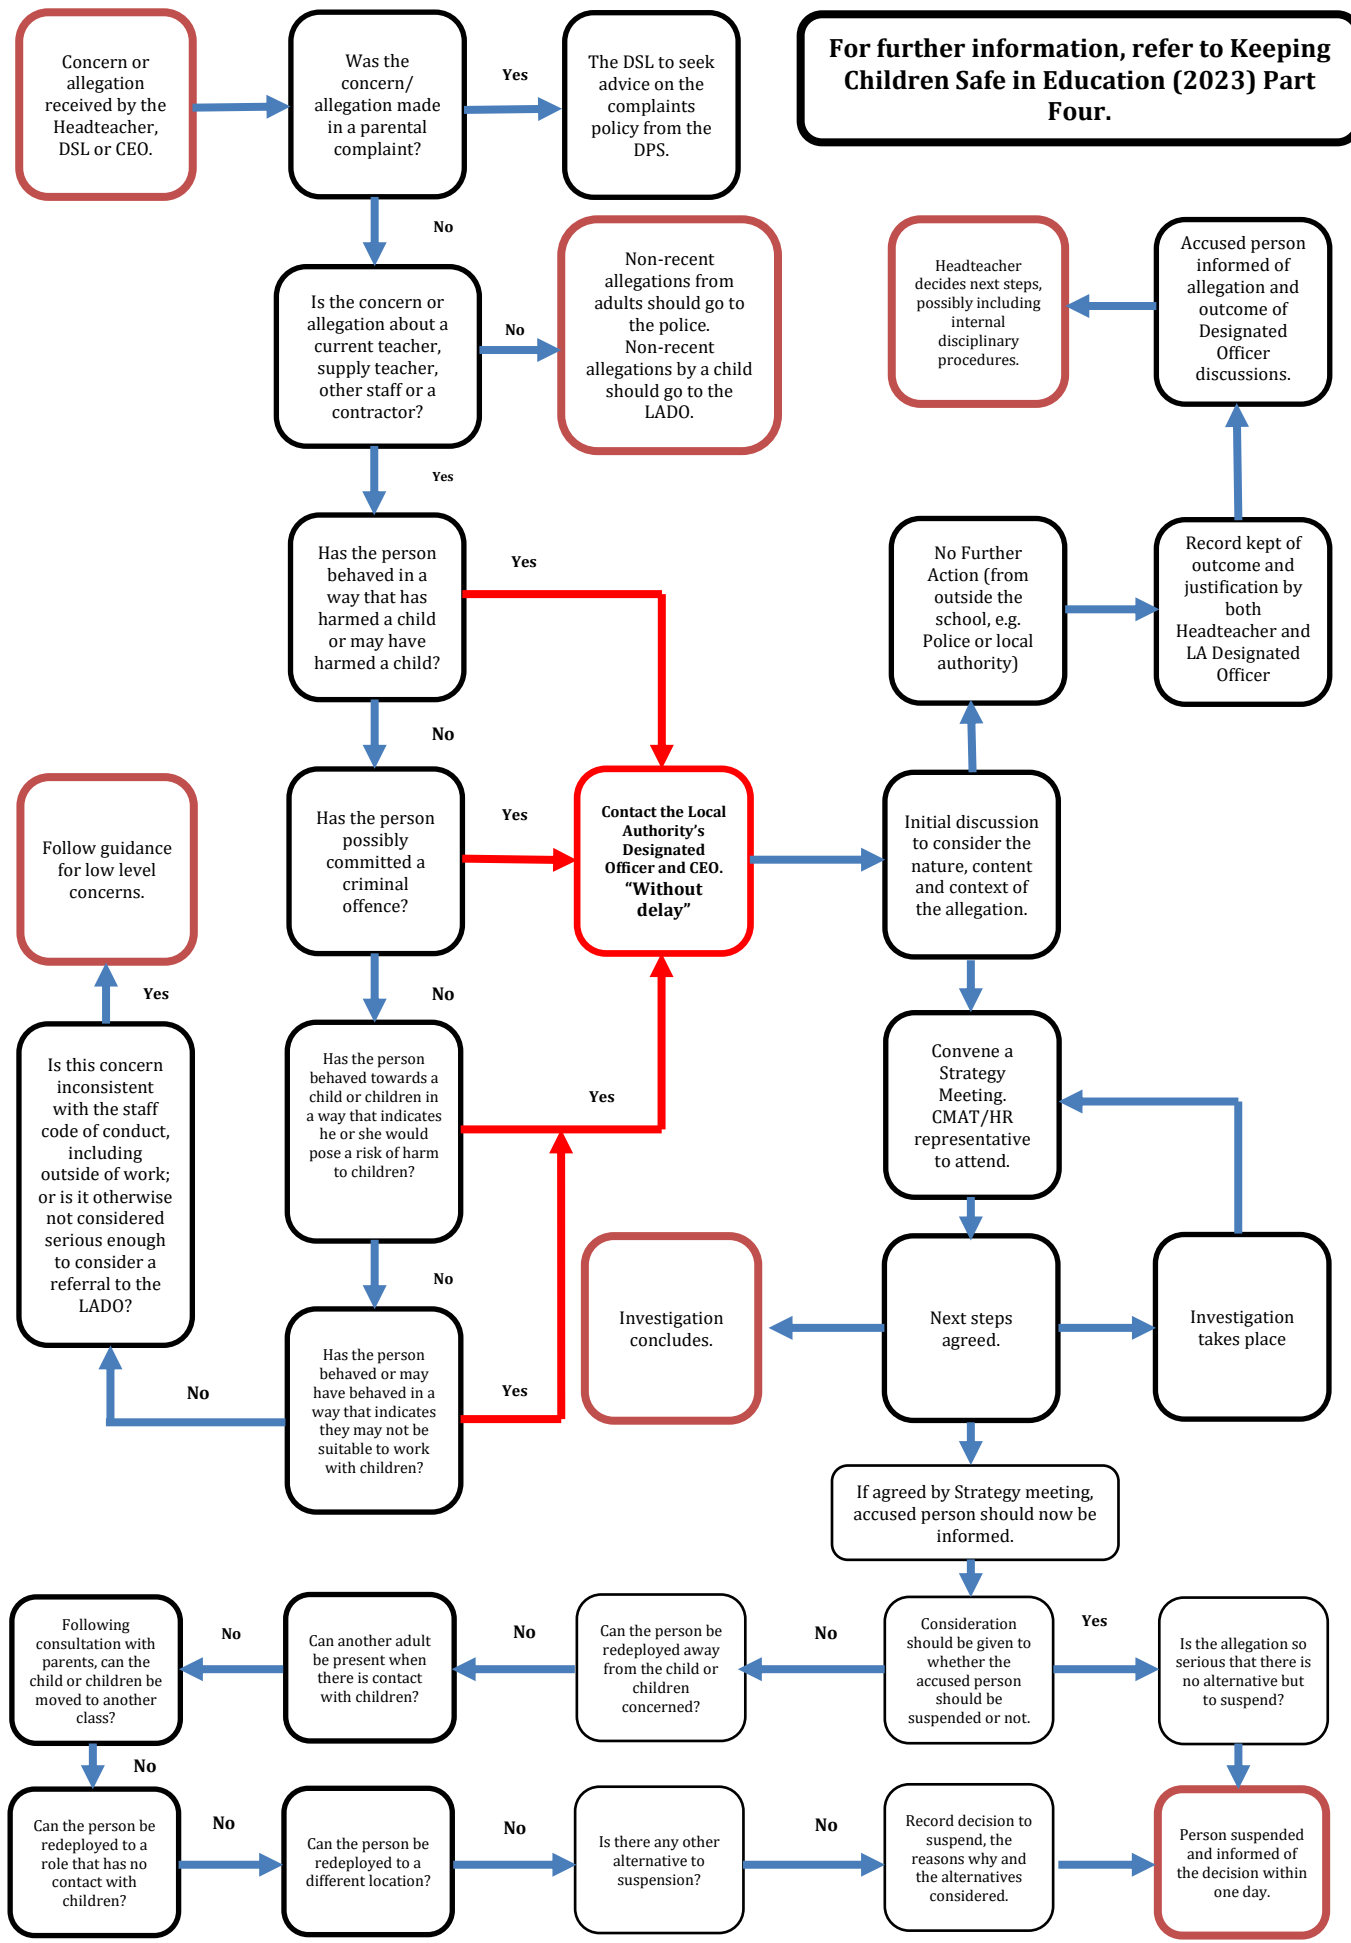 Concern or
allegation
received by the
Headteacher,
DSL or CEO.
Was the
concern/
allegation made
in a parental
complaint?
Yes
The DSL to seek
advice on the
complaints
policy from the
DPS.
For further information, refer to Keeping
Children Safe in Education (2023) Part
Four.
No
Is the concern or
allegation about a
current teacher,
supply teacher,
other staff or a
contractor?
No
Non-recent
allegations from
adults should go to
the police.
Non-recent
allegations by a child
should go to the
LADO.
Headteacher
decides next steps,
possibly including
internal
disciplinary
procedures.
Accused person
informed of
allegation and
outcome of
Designated
Officer
discussions.
Yes
Has the person
behaved in a
way that has
harmed a child
or may have
harmed a child?
Yes
No Further
Action (from
outside the
school, e.g.
Police or local
authority)
Record kept of
outcome and
justification by
both
Headteacher and
LA Designated
Officer
No
Follow guidance
for low level
concerns.
Has the person
possibly
committed a
criminal
offence?
Yes
Contact the Local
Authority's
Designated
Officer and CEO.
“Without
delay”
Initial discussion
to consider the
nature, content
and context of
the allegation.
Yes
No
Is this concern
inconsistent
with the staff
code of conduct,
including
outside of work;
or is it otherwise
not considered
serious enough
to consider a
referral to the
LADO?
Has the person
behaved towards a
child or children in
a way that indicates
he or she would
pose a risk of harm
to children?
Yes
Convene a
Strategy
Meeting.
CMAT/HR
representative
to attend.
No
No
Has the person
behaved or may
have behaved in a
way that indicates
they may not be
suitable to work
with children?
Yes
Investigation
concludes.
Next steps
agreed.
Investigation
takes place
If agreed by Strategy meeting,
accused person should now be
informed.
Following
consultation with
parents, can the
child or children be
moved to another
class?
No
Can another adult
be present when
there is contact
with children?
No
Can the person be
redeployed away
from the child or
children
concerned?
No
Consideration
should be given to
whether the
accused person
should be
suspended or not.
Yes
Is the allegation so
serious that there is
no alternative but
to suspend?
No
Can the person be
redeployed to a
role that has no
contact with
children?
No
Can the person be
redeployed to a
different location?
No
Is there any other
alternative to
suspension?
No
Record decision to
suspend, the
reasons why and
the alternatives
considered.
Person suspended
and informed of
the decision within
one day.